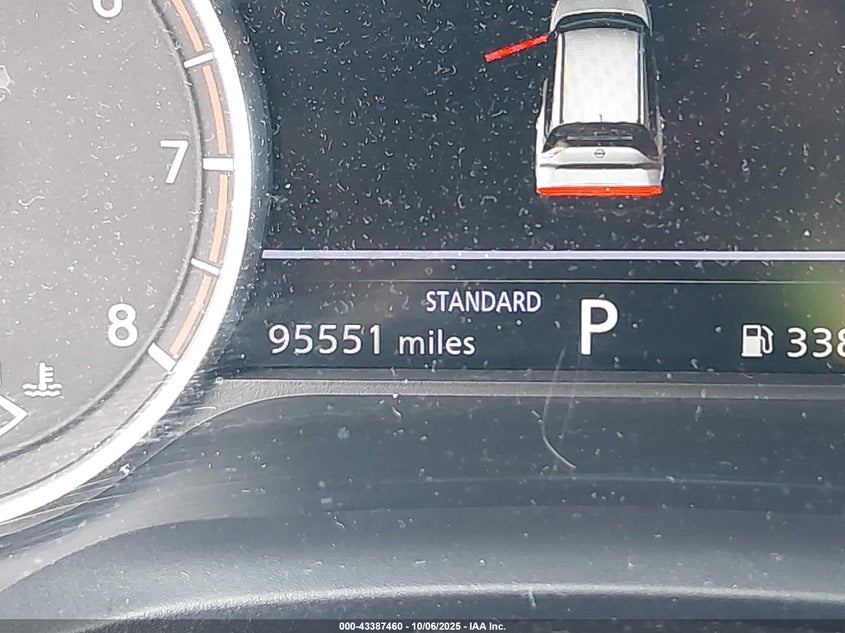 7
STANDARD
8
95551 miles
P
338
000-43387460 - 10/06/2025 - IAA Inc.